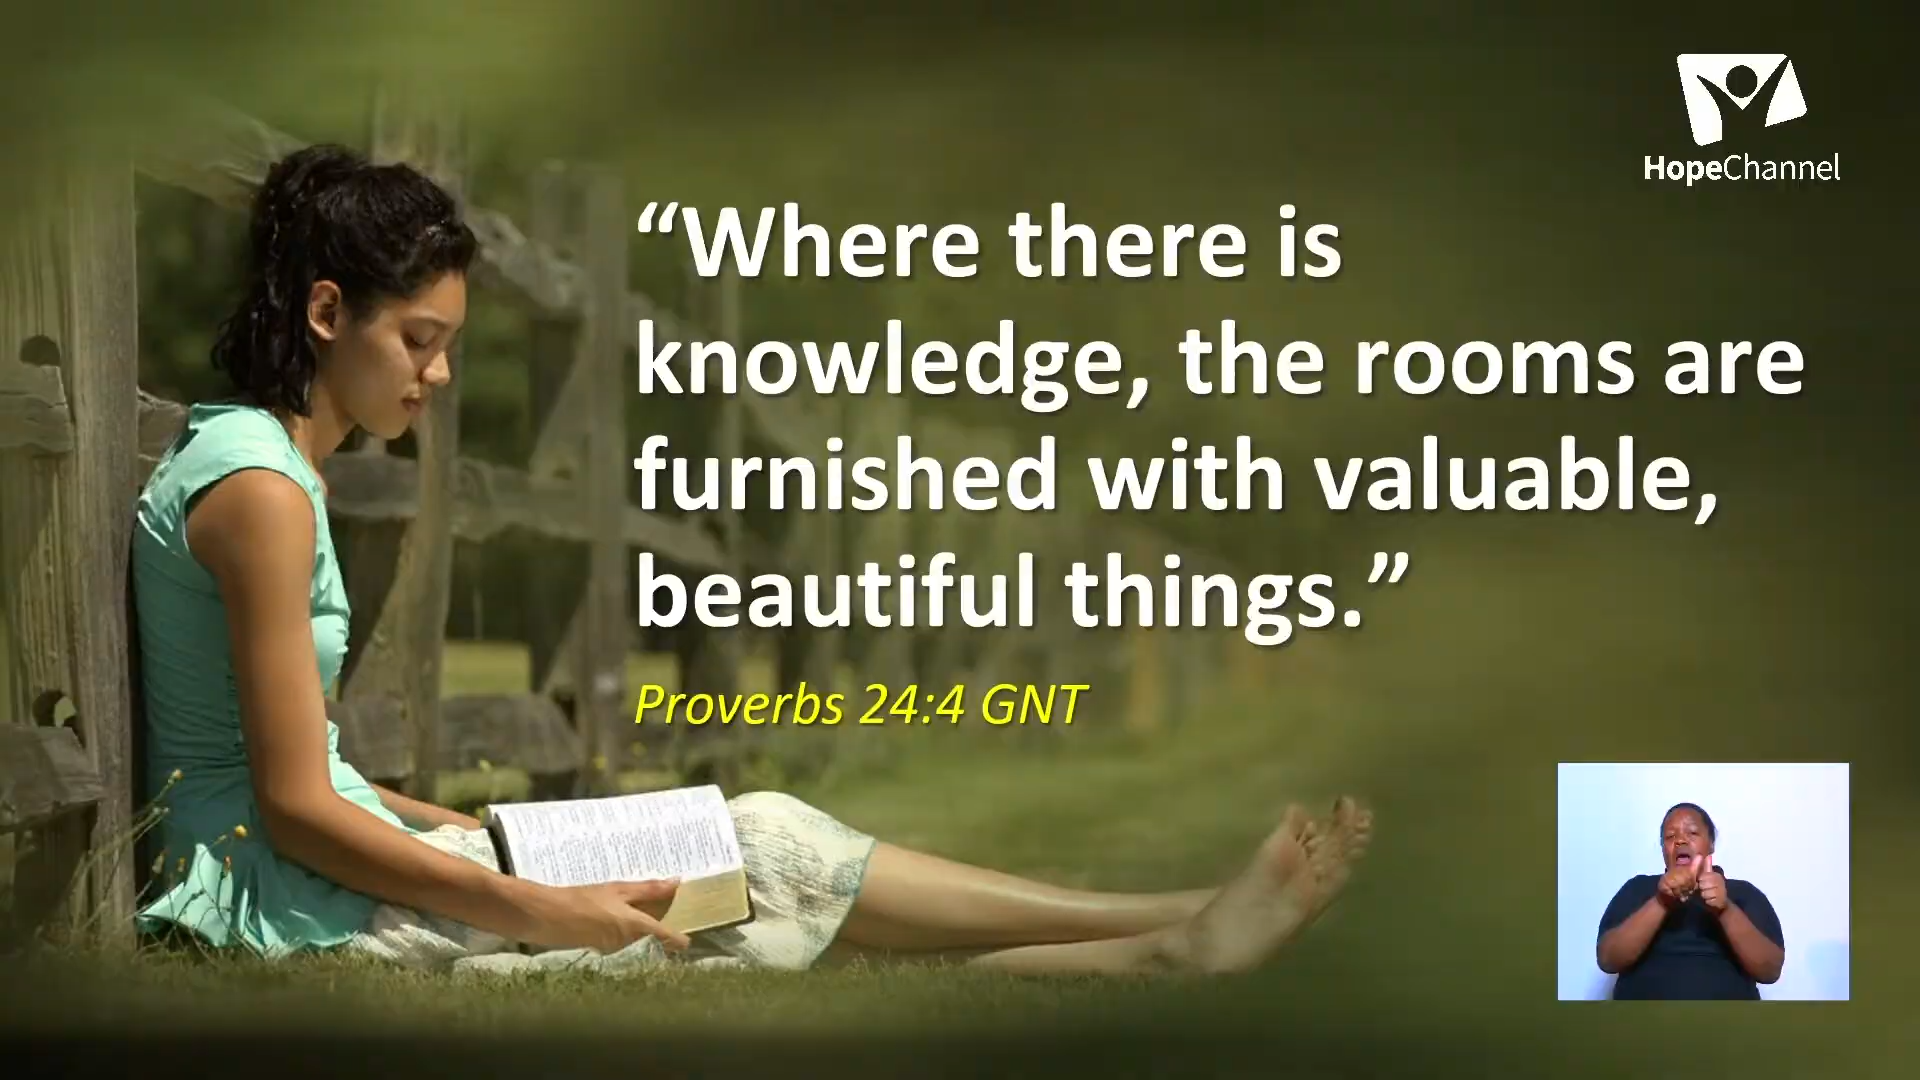 HopeChannel
“Where there is
knowledge, the rooms are
furnished with valuable,
beautiful things.”
Proverbs 24:4 GNT